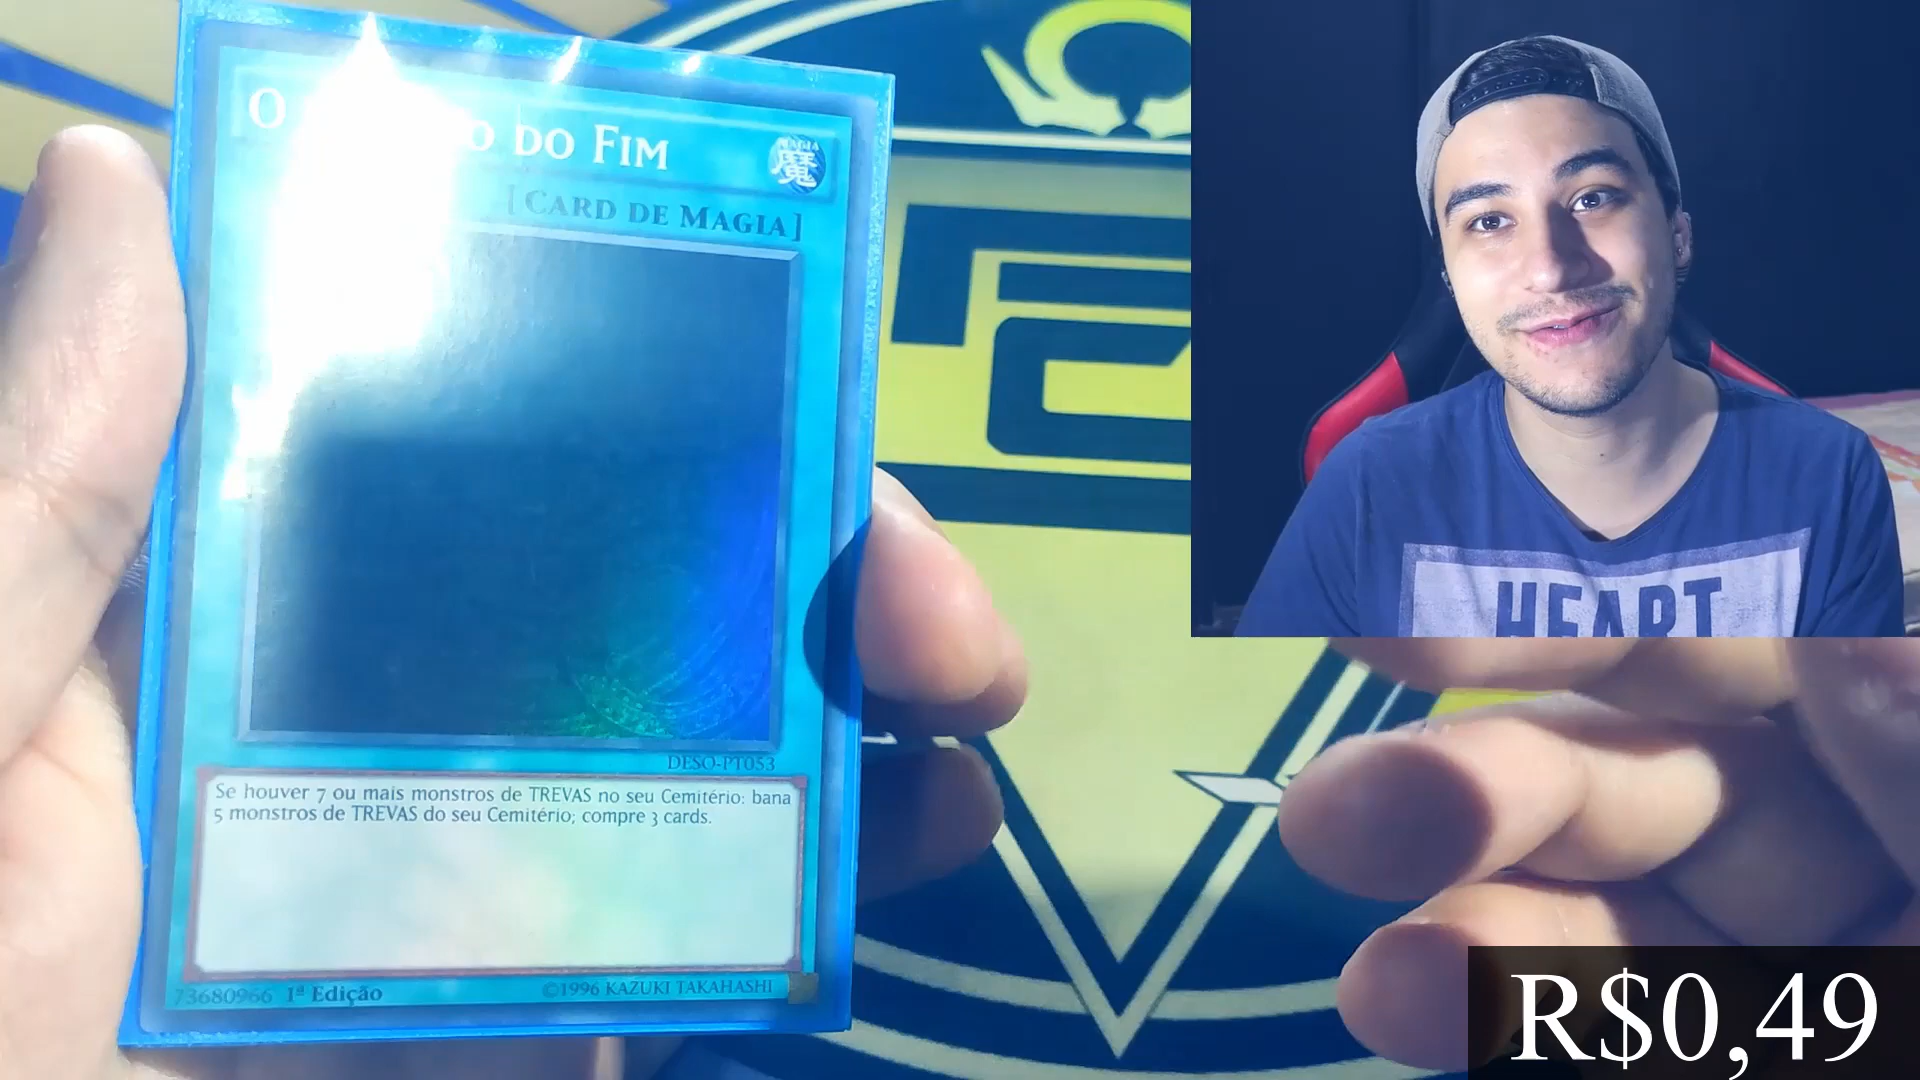 O DO FIM
MAGIA
魔
[CARD DE MAGIA]
DESO-PT053
Se houver 7 ou mais monstros de TREVAS no seu Cemitério: bana
5 monstros de TREVAS do seu Cemitério; compre 3 cards.
73680966 1ª Edição ©1996 KAZUKI TAKAHASHI
HEART
R$0,49